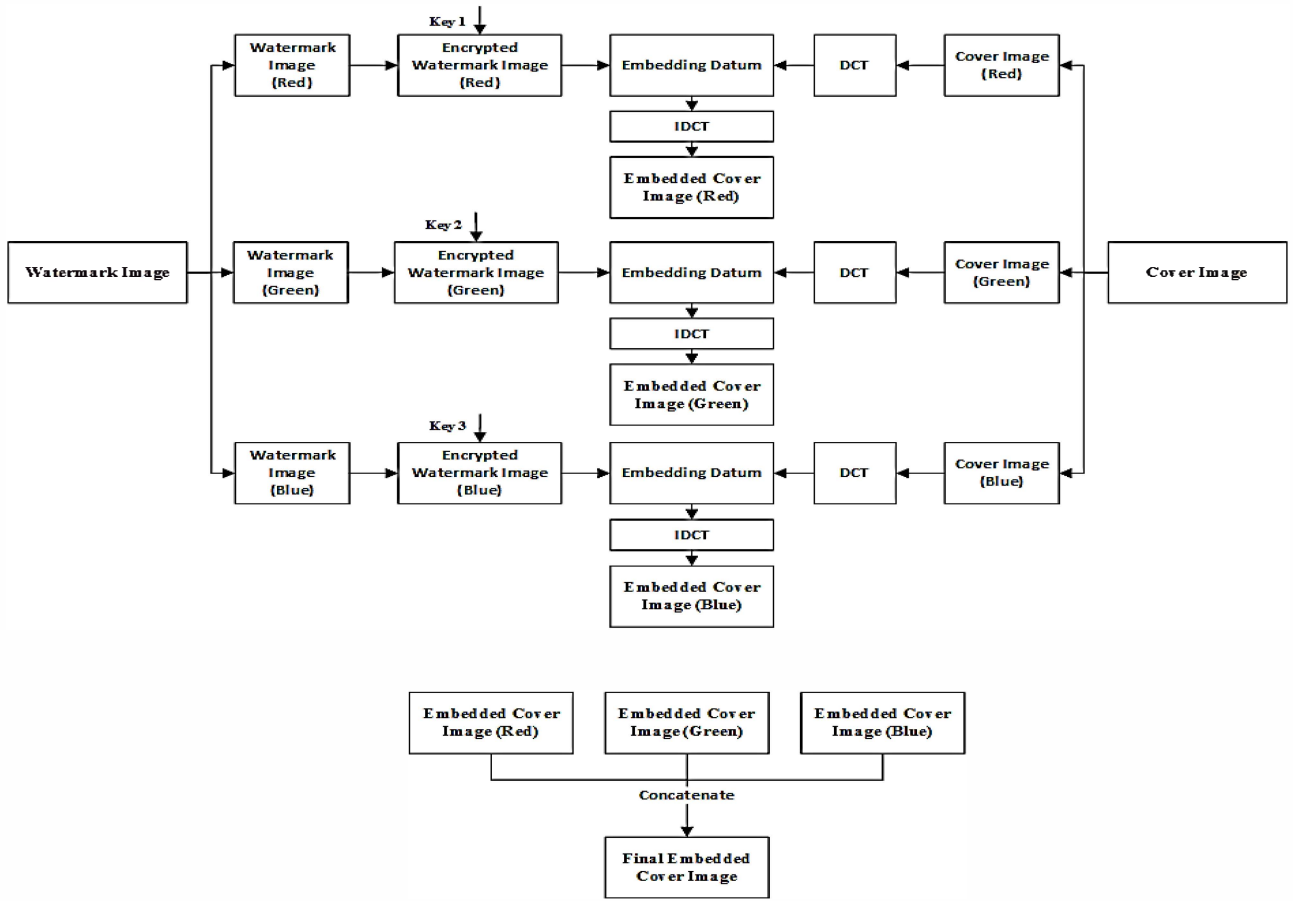 Key 1
Watermark
Image
(Red)
Encrypted
Watermark Image
(Red)
Embedding Datum
DCT
Cover Image
(Red)
IDCT
Embedded Cover
Image (Red)
Key 2
Watermark Image
Watermark
Image
(Green)
Encrypted
Watermark Image
(Green)
Embedding Datum
DCT
Cover Image
(Green)
Cover Image
IDCT
Embedded Cover
Image (Green)
Key 3
Watermark
Image
(Blue)
Encrypted
Watermark Image
(Blue)
Embedding Datum
DCT
Cover Image
(Blue)
IDCT
Embedded Cover
Image (Blue)
Embedded Cover
Image (Red)
Embedded Cover
Image (Green)
Embedded Cover
Image (Blue)
Concatenate
Final Embedded
Cover Image